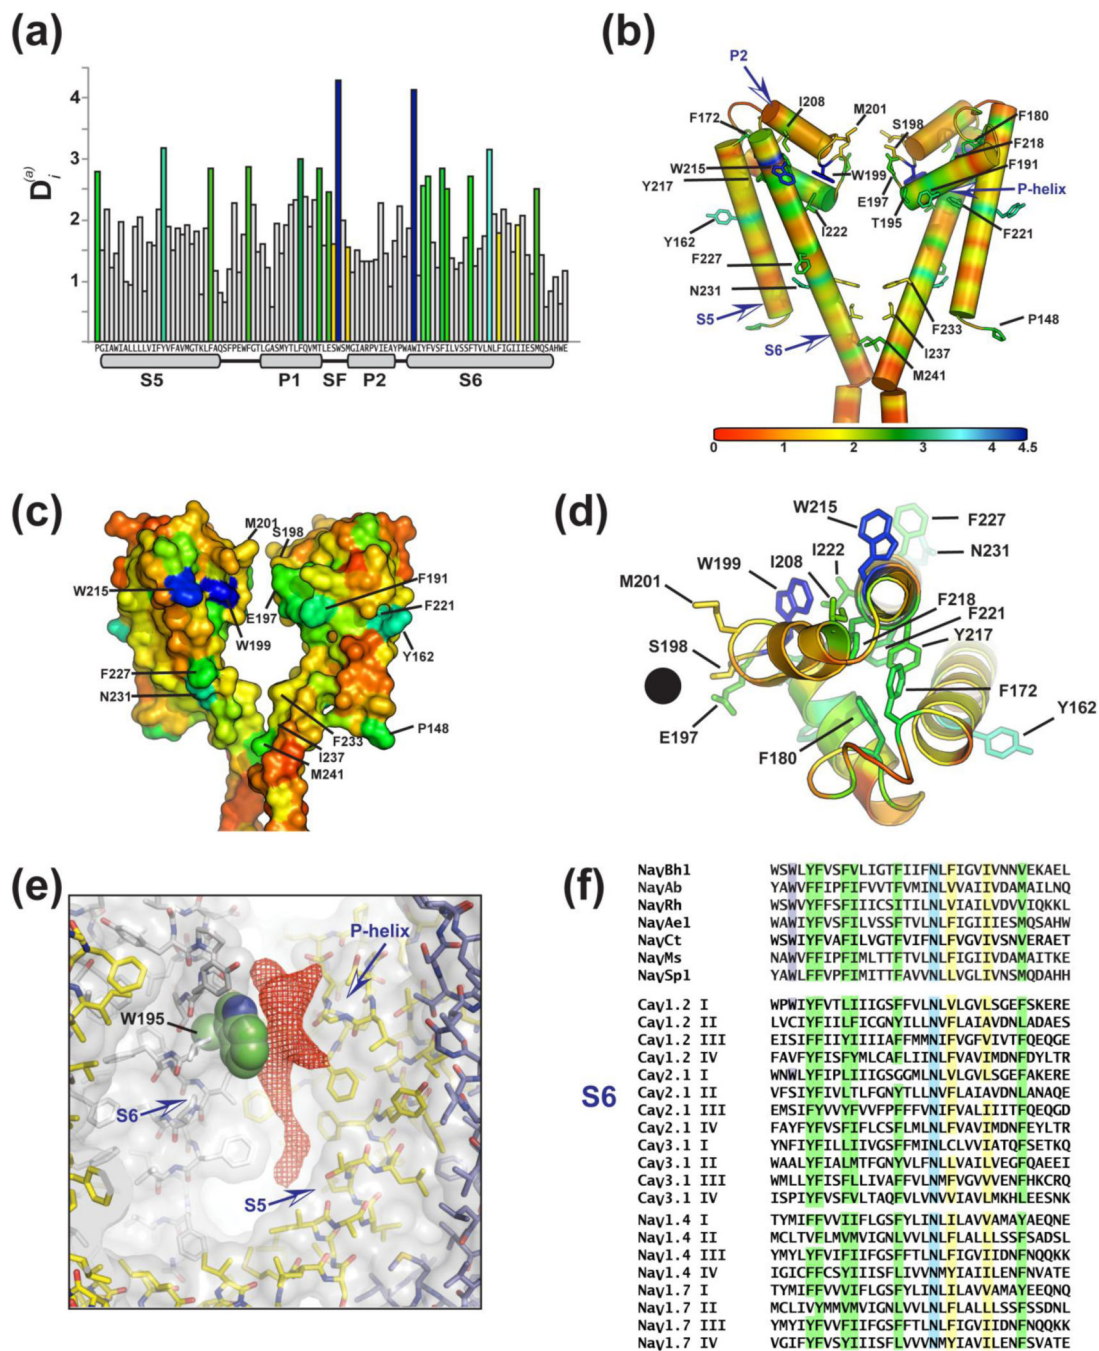 (a)
D_i^(a)
4
3
2
1
PGIAWIALLLLVIFYVFAVMGTKLFAQSFPEWFGTLGASMYTLFQVMTLESWSMGIARPVIEAYPWAWIYFVSFILVSSFTVLNLFIGIIIESMQSAHWE
S5 P1 SF P2 S6
(b)
P2
I208
M201
F172
S198
F180
F218
W215
W199
F191
Y217
E197
P-helix
T195
Y162
I222
F221
F227
N231
S5
F233
P148
S6
I237
M241
0 1 2 3 4 4.5
(c)
M201
S198
W215
F191
E197
F221
W199
Y162
F227
N231
P148
F233
I237
M241
(d)
W215
F227
I222
N231
I208
W199
M201
F218
F221
S198
Y217
F172
Y162
E197
F180
(e)
P-helix
W195
S6
S5
(f)
NavBh1 WSWLYFVSFVLIGTFIIFNLFIGVIVNNVEKAEL
NavAb YAWVFFIPFIFVVTFVMINLVVAIIVDAMAILNQ
NavRh WSWVYFFSFIIICSITILNLVIAILVDVVIQKKL
NavAe1 WAWIYFVSFILVSSFTVLNLFIGIIIESMQSAHW
NavCt WSWIYFVAFILVGTFVIFNLFVGVIVSNVERAET
NavMs NAWVFFIPFIMLTTFTVLNLFIGIIVDAMAITKE
NavSp1 YAWLFFVPFIMITTFAVVNLLVGLIVNSMQDAHH
Cav1.2 I WPWIYFVTLIIIGSFFVLNLVLGVLSGEFSKERE
Cav1.2 II LVCIYFIILFICGNYILLNVFLAIAVDNLADAES
Cav1.2 III EISIFFIIYIIIIAFFMMNIFVGFVIVTFQEQGE
Cav1.2 IV FAVFYFISFYMLCAFLIINLFVAVIMDNFDYLTR
Cav2.1 I WNWLYFIPLIIIGSGGMLNLVLGVLSGEFAKERE
Cav2.1 II VFSIYFIVLTLFGNYTLLNVFLAIAVDNLANAQE
Cav2.1 III EMSIFYVVYFVVFPFFFVNIFVALIIITFQEQGD
Cav2.1 IV FAYFYFVSFIFLCSFLMLNLFVAVIMDNFEYLTR
Cav3.1 I YNFIYFILLIIVGSFFMINLCLVVIATQFSETKQ
Cav3.1 II WAALYFIALMTFGNYVLFNLLVAILVEGFQAEEI
Cav3.1 III WMLLYFISFLLIVAFFVLNMFVGVVVENFHKCRQ
Cav3.1 IV ISPIYFVSFVLTAQFVLVNVVIAVLMKHLEESNK
S6
Nav1.4 I TYMIFFVVIIFLGSFYLINLILAVVAMAYAEQNE
Nav1.4 II MCLTVFLMVMVIGNLVVLNLFLALLLSSFSADSL
Nav1.4 III YMYLYFVIFIIFGSFFTLNLFIGVIIDNFNQQKK
Nav1.4 IV IGICFFCSYIIISFLIVVNMYIAIILENFNVATE
Nav1.7 I TYMIFFVVVIFLGSFYLINLILAVVAMAYEEQNQ
Nav1.7 II MCLIVYMMVMVIGNLVVLNLFLALLLSSFSSDNL
Nav1.7 III YMYIYFVVFIIFGSFFTLNLFIGVIIDNFNQQKK
Nav1.7 IV VGIFYFVSYIIISFLVVVNMYIAVILENFSVATE